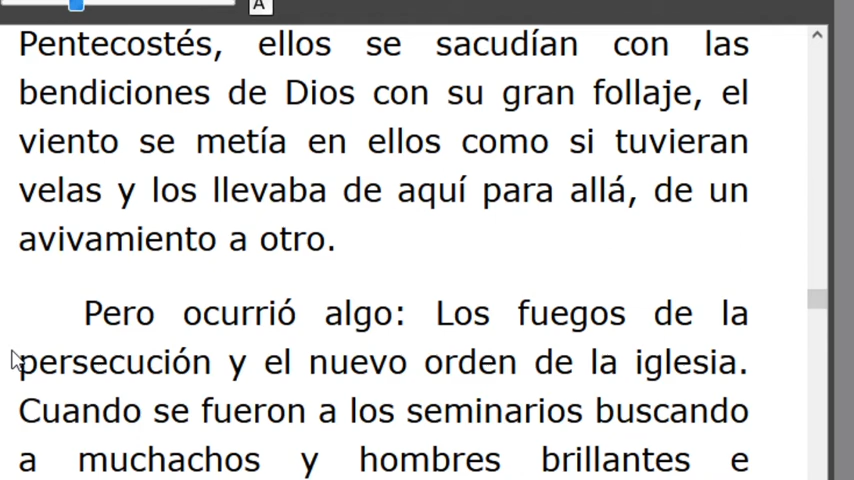 A
Pentecostés, ellos se sacudían con las
bendiciones de Dios con su gran follaje, el
viento se metía en ellos como si tuvieran
velas y los llevaba de aquí para allá, de un
avivamiento a otro.
Pero ocurrió algo: Los fuegos de la
persecución y el nuevo orden de la iglesia.
Cuando se fueron a los seminarios buscando
a muchachos y hombres brillantes e